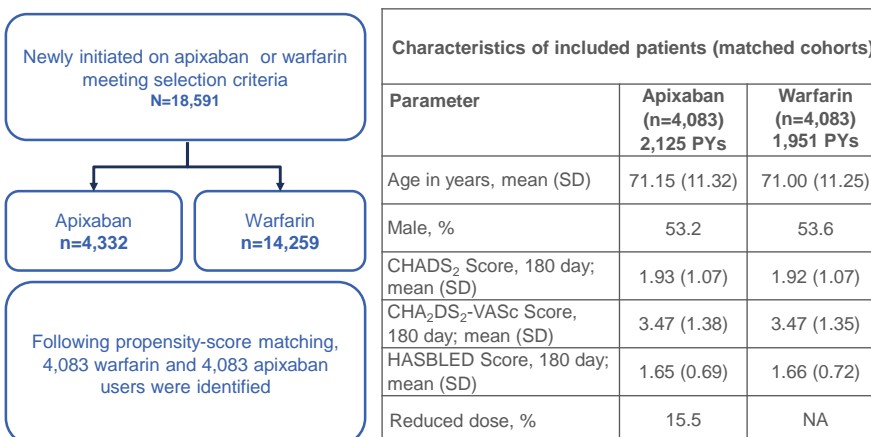 Newly initiated on apixaban or warfarin
meeting selection criteria
N=18,591
Apixaban
n=4,332
Warfarin
n=14,259
Following propensity-score matching,
4,083 warfarin and 4,083 apixaban
users were identified
Characteristics of included patients (matched cohorts)
Parameter
Apixaban
(n=4,083)
2,125 PYs
Warfarin
(n=4,083)
1,951 PYs
Age in years, mean (SD) 71.15 (11.32) 71.00 (11.25)
Male, % 53.2 53.6
CHADS₂ Score, 180 day;
mean (SD) 1.93 (1.07) 1.92 (1.07)
CHA₂DS₂-VASc Score,
180 day; mean (SD) 3.47 (1.38) 3.47 (1.35)
HASBLED Score, 180 day;
mean (SD) 1.65 (0.69) 1.66 (0.72)
Reduced dose, % 15.5 NA